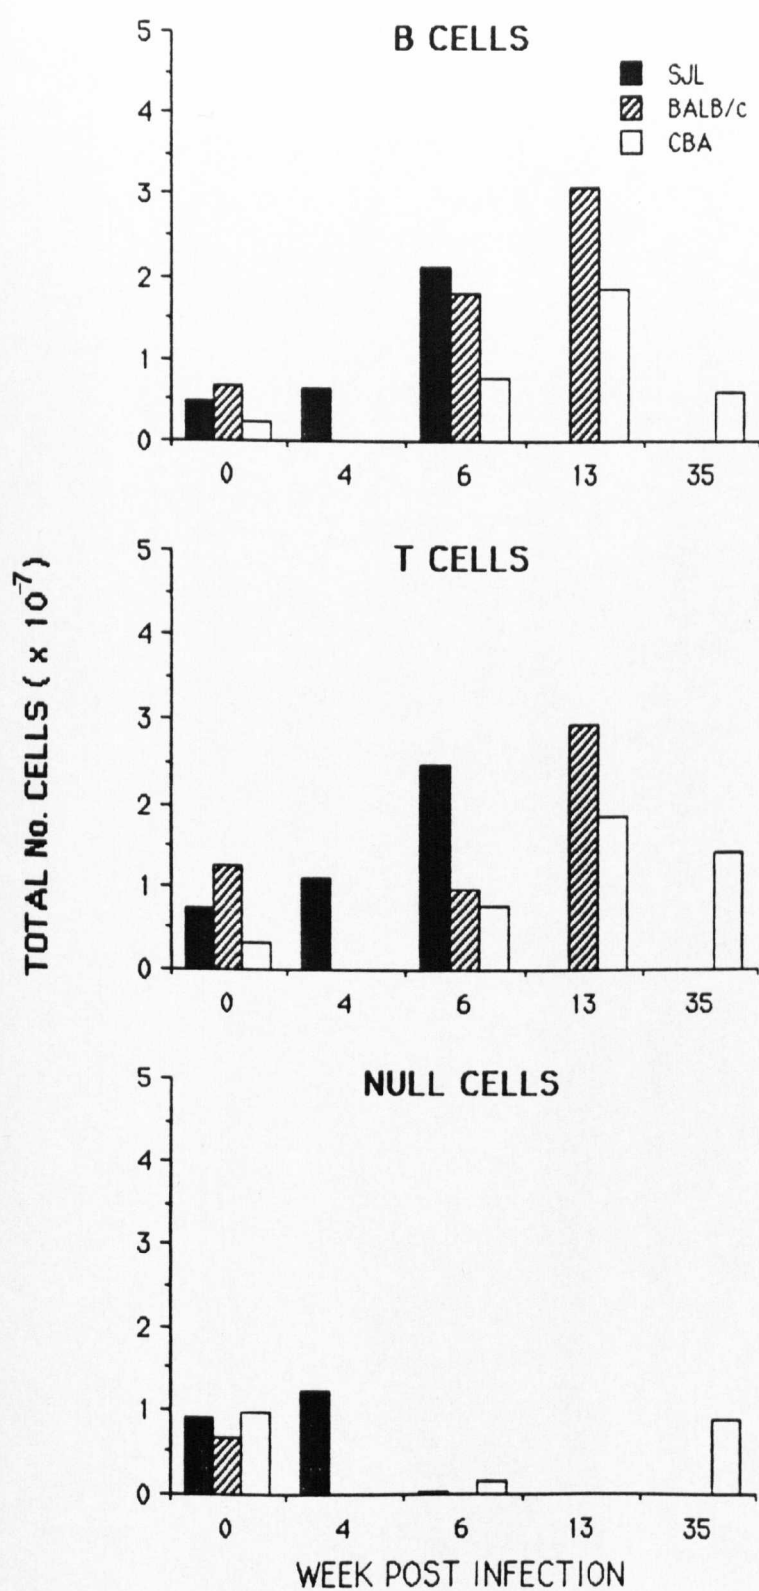 B CELLS
SJL
BALB/c
CBA
5
4
3
2
1
0
0 4 6 13 35
T CELLS
5
4
3
2
1
0
0 4 6 13 35
TOTAL No. CELLS ( x 10⁻⁷)
NULL CELLS
5
4
3
2
1
0
0 4 6 13 35
WEEK POST INFECTION